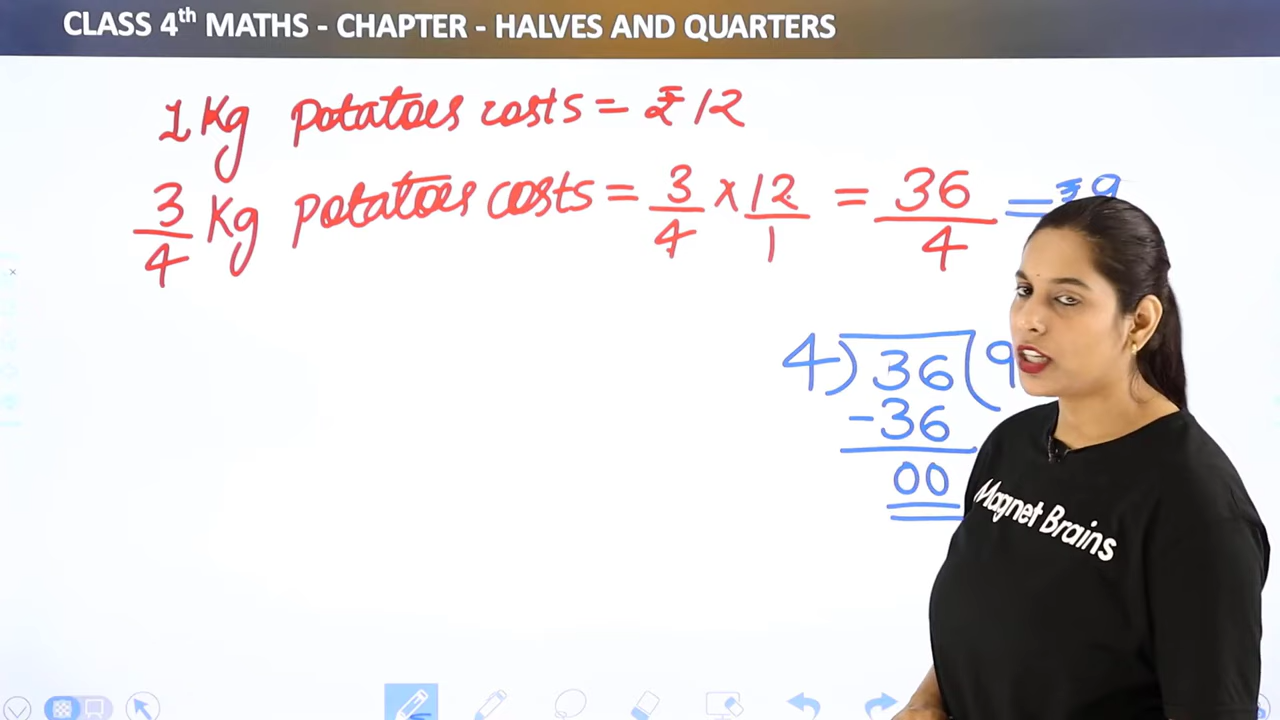 CLASS 4th MATHS - CHAPTER - HALVES AND QUARTERS
1 Kg potatoes costs = ₹ 12
3/4 Kg potatoes costs = 3/4 × 12/1 = 36/4 = ₹ 9
4 ) 36 ( 9
-36
00
Magnet Brains